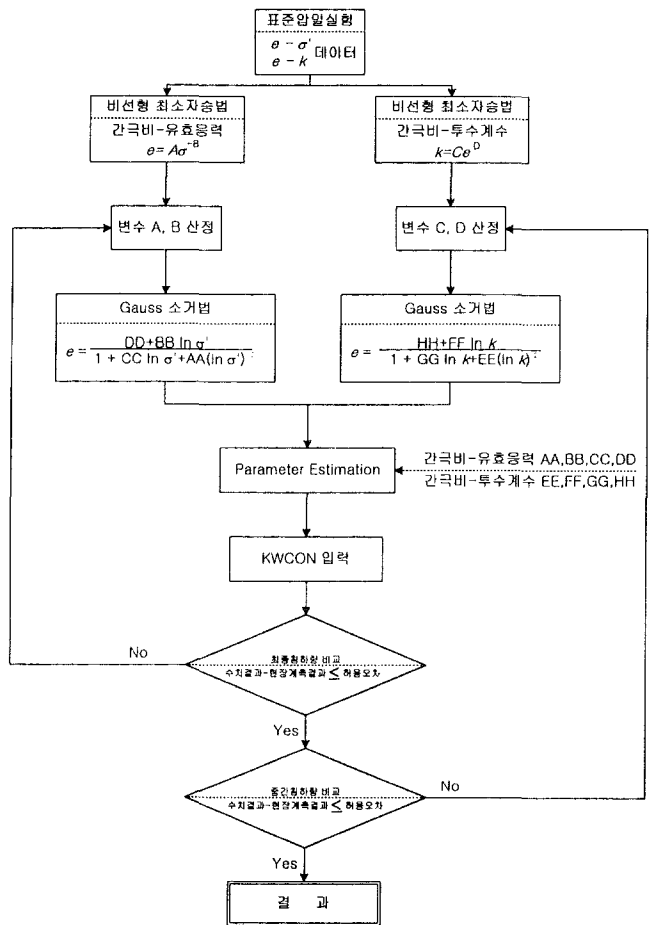 표준압밀실험
e - σ'
e - k 데이터
비선형 최소자승법
간극비-유효응력
e = Aσ^-B
비선형 최소자승법
간극비-투수계수
k=Ce^D
변수 A, B 산정
변수 C, D 산정
Gauss 소거법
e = DD+BB ln σ' / 1 + CC ln σ'+AA(ln σ')²
Gauss 소거법
e = HH+FF ln k / 1 + GG ln k+EE(ln k)²
Parameter Estimation
간극비-유효응력 AA,BB,CC,DD
간극비-투수계수 EE,FF,GG,HH
KWCON 입력
최종침하량 비교
수치결과-현장계측결과 ≤ 허용오차
No
Yes
중간침하량 비교
수치결과-현장계측결과 ≤ 허용오차
No
Yes
결 과